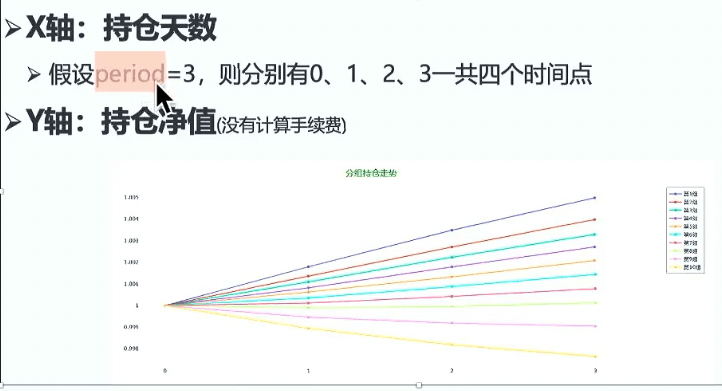 ➢X轴：持仓天数
➢ 假设period=3，则分别有0、1、2、3一共四个时间点
➢Y轴：持仓净值(没有计算手续费)
分组持仓走势
1.005
1.004
1.003
1.002
1.001
1
0.999
0.998
0
1
2
3
第1组
第2组
第3组
第4组
第5组
第6组
第7组
第8组
第9组
第10组